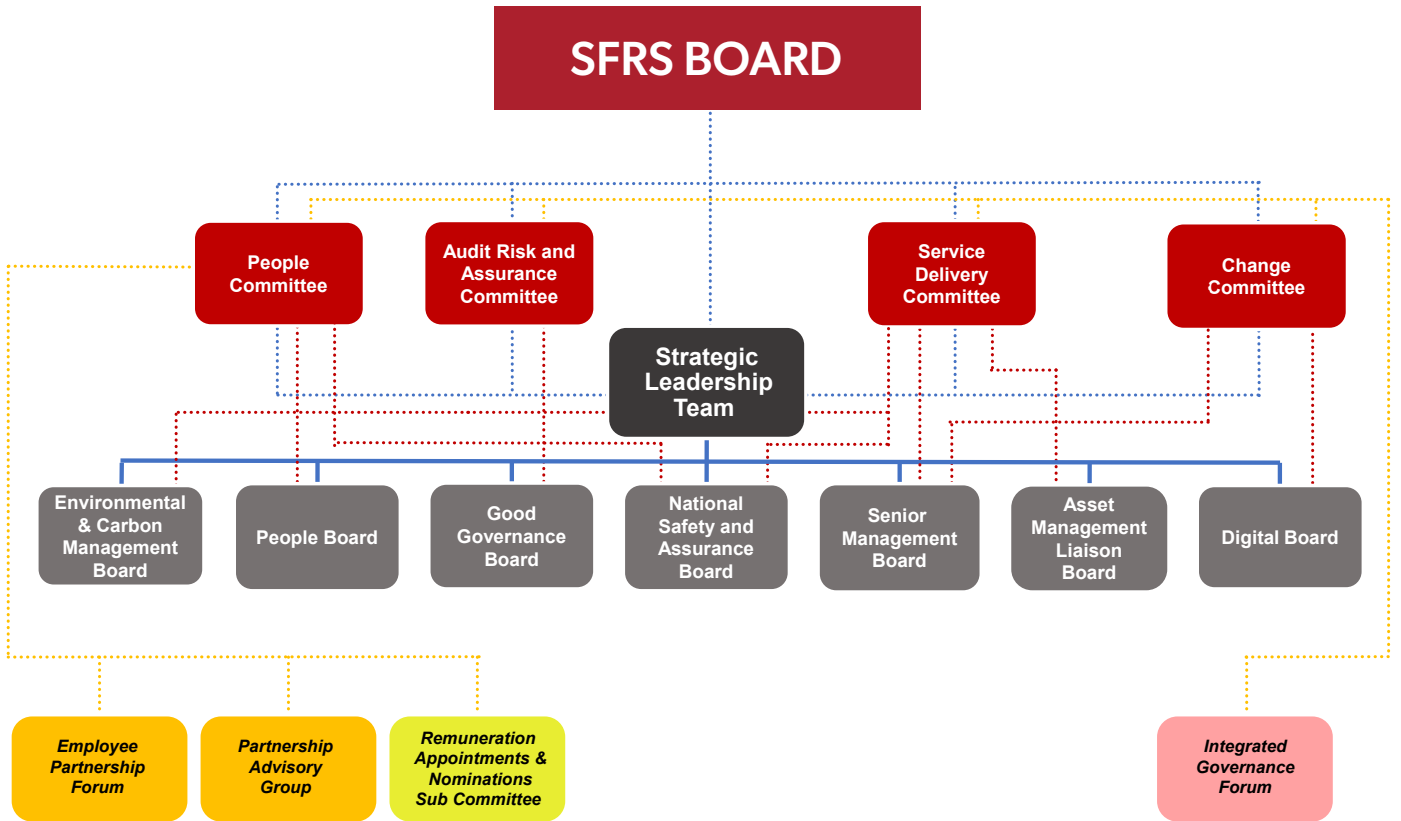 SFRS BOARD
People
Committee
Audit Risk and
Assurance
Committee
Service
Delivery
Committee
Change
Committee
Strategic
Leadership
Team
Environmental
& Carbon
Management
Board
People Board
Good
Governance
Board
National
Safety and
Assurance
Board
Senior
Management
Board
Asset
Management
Liaison
Board
Digital Board
Employee
Partnership
Forum
Partnership
Advisory
Group
Remuneration
Appointments &
Nominations
Sub Committee
Integrated
Governance
Forum